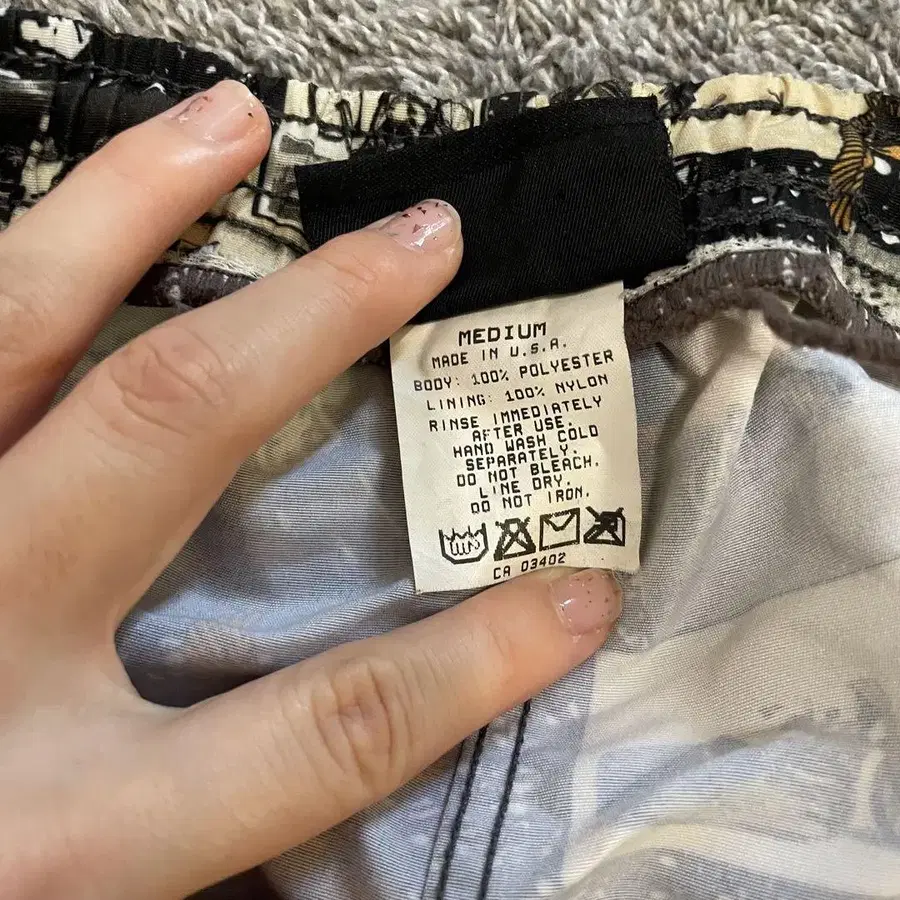 MEDIUM
MADE IN U.S.A.
BODY: 100% POLYESTER
LINING: 100% NYLON
RINSE IMMEDIATELY
AFTER USE.
HAND WASH COLD
SEPARATELY.
DO NOT BLEACH.
LINE DRY.
DO NOT IRON.
CA 03402